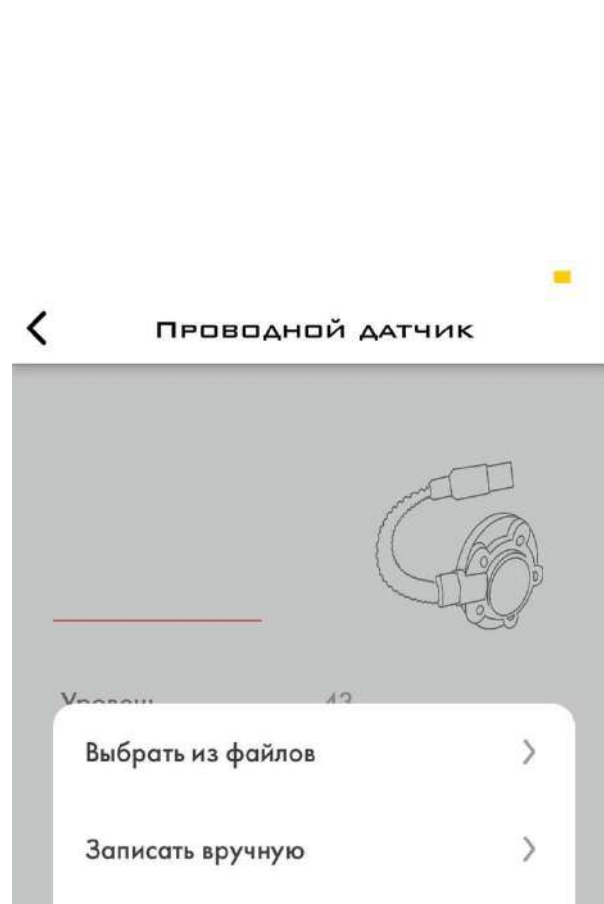 Проводной датчик
Выбрать из файлов
Записать вручную